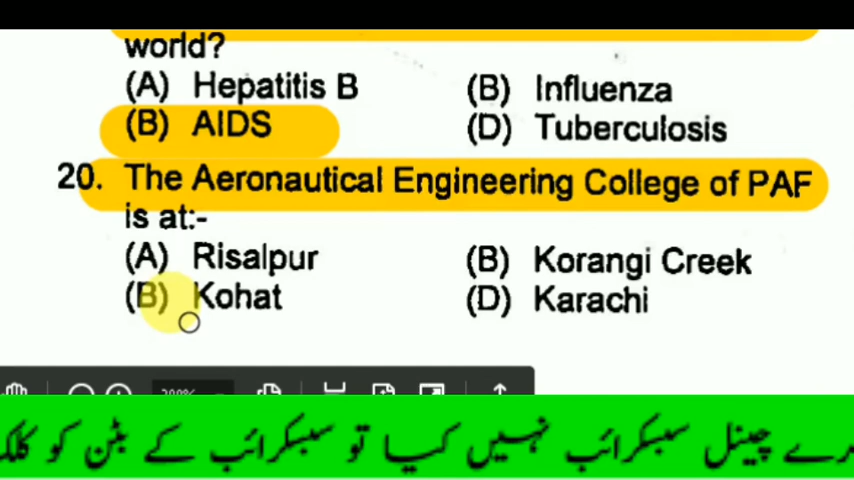 world?
(A) Hepatitis B (B) Influenza
(B) AIDS (D) Tuberculosis
20. The Aeronautical Engineering College of PAF
is at:-
(A) Risalpur (B) Korangi Creek
(B) Kohat (D) Karachi
چینل سبسکرائب نہیں کیا تو سبسکرائب کے بٹن کو